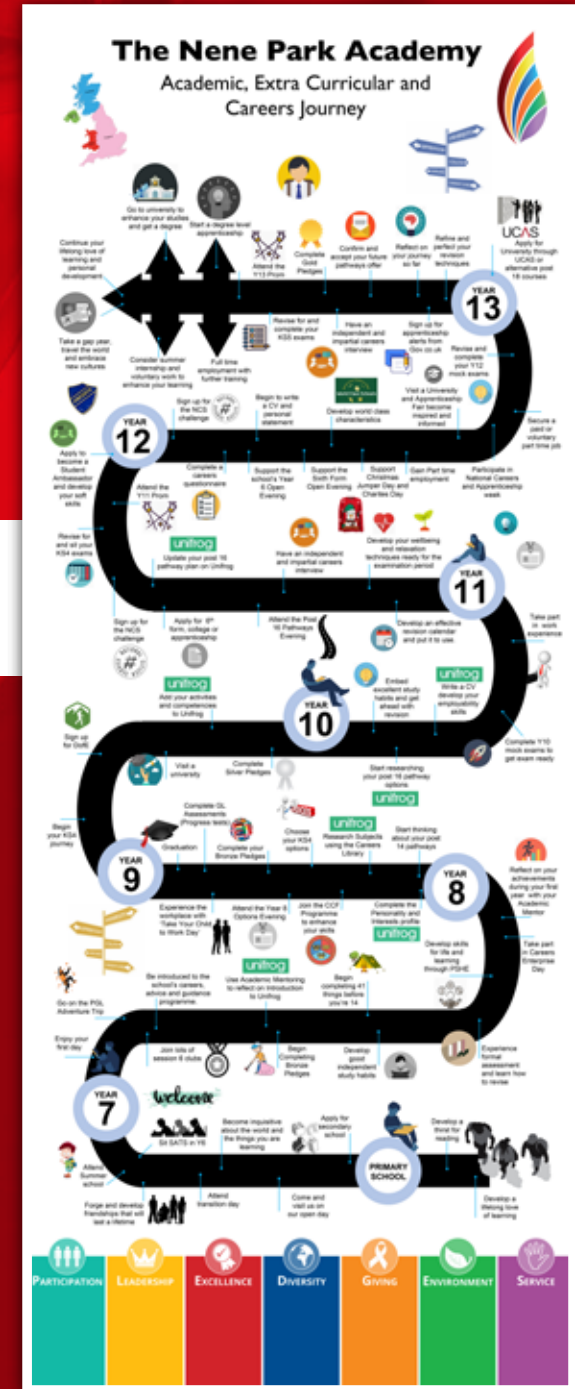 The Nene Park Academy
Academic, Extra Curricular and
Careers Journey
Go to university to
enhance your studies
and get a degree
Start a degree level
apprenticeship
UCAS
Continue your
lifelong love of
learning and
personal
development
Attend the
Y13 Prom
Complete
Gold
Pledges
Confirm and
accept your future
pathways offer
Reflect on
your journey
so far
Refine and
perfect your
revision
techniques
Apply for
University through
UCAS or
alternative post
18 courses
YEAR
13
Take a gap year,
travel the world
and embrace
new cultures
Consider summer
internship and
voluntary work to
enhance your learning
Full time
employment with
further training
Revise for and
complete your
KS5 exams
Have an
independent and
impartial careers
interview
Sign up for
apprenticeship
alerts from
Gov.co.uk
Revise and
complete
your Y12
mock exams
Sign up for
the NCS
challenge
Begin to write
a CV and
personal
statement
Develop world class
characteristics
Visit a University
and Apprenticeship
Fair become
inspired and
informed
Secure a
paid or
voluntary
part time job
YEAR
12
Apply to
become a
Student
Ambassador
and develop
your soft
skills
Attend the
Y11 Prom
Complete a
careers
questionnaire
Support the
school's Year
6 Open
Evening
Support the
Sixth Form
Open Evening
Support
Christmas
Jumper Day and
Charities Day
Gain Part time
employment
Participate in
National Careers
and Apprenticeship
week
Revise for
and sit your
KS4 exams
unifrog
Update your post 16
pathway plan on Unifrog
Have an independent
and impartial careers
interview
Develop your wellbeing
and relaxation
techniques ready for the
examination period
YEAR
11
Sign up for
the NCS
challenge
Apply for 6th
form, college or
apprenticeship
Attend the Post
16 Pathways
Evening
Develop an effective
revision calendar
and put it to use.
Take part
in work
experience
unifrog
Add your activities
and competences
to Unifrog
YEAR
10
Embed
excellent study
habits and get
ahead with
revision
unifrog
Write a CV
develop your
employability
skills
Sign up
for DofE
Visit a
university
Complete
Silver Pledges
Start researching
your post 16 pathway
options
Complete Y10
mock exams to
get exam ready
Begin
your KS4
journey
YEAR
9
Graduation
Complete GL
Assessments
(Progress tests)
Complete your
Bronze Pledges
Choose
your KS4
options
unifrog
Research Subjects
using the Careers
Library
unifrog
Start thinking
about your post
14 pathways
YEAR
8
Reflect on your
achievements
during your first
year with your
Academic
Mentor
Experience the
workplace with
'Take Your Child
to Work Day'
Attend the Year 8
Options Evening
Join the CCF
Programme
to enhance
your skills
Complete the
Personality and
Interests profile
unifrog
Develop skills
for life and
learning
through PSHE
Take part
in Careers
Enterprise
Day
Go on the PGL
Adventure Trip
Be introduced to the
school's careers,
advice and guidance
programme.
unifrog
Use Academic Mentoring
to reflect on Introduction
to Unifrog
Begin
completing 41
things before
you're 14
Enjoy your
first day
Join lots of
session 6 clubs
Begin
Completing
Bronze
Pledges
Develop
good
independent
study habits
Experience
formal
assessment
and learn how
to revise
YEAR
7
welcome
Sit SATS in Y6
Become inquisitive
about the world and
the things you are
learning
Apply for
secondary
school
Develop a
thirst for
reading
PRIMARY
SCHOOL
Attend
Summer
school
Forge and develop
friendships that will
last a lifetime
Attend
transition day
Come and
visit us on
our open day
Develop a
lifelong love
of learning
PARTICIPATION
LEADERSHIP
EXCELLENCE
DIVERSITY
GIVING
ENVIRONMENT
SERVICE